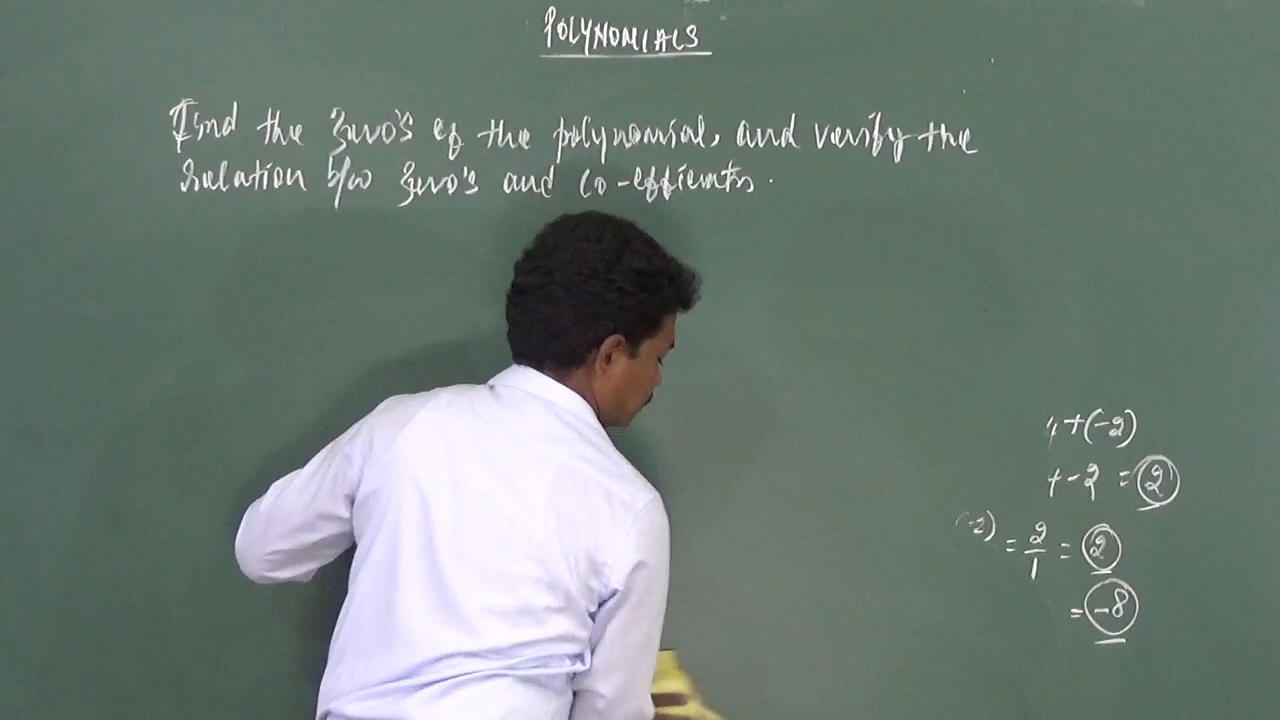 POLYNOMIALS
Find the zero's of the polynomial, and verify the
relation b/w zero's and co-efficients.
4+(-2)
+-2 = 2
-2) = 2/1 = 2
= -8